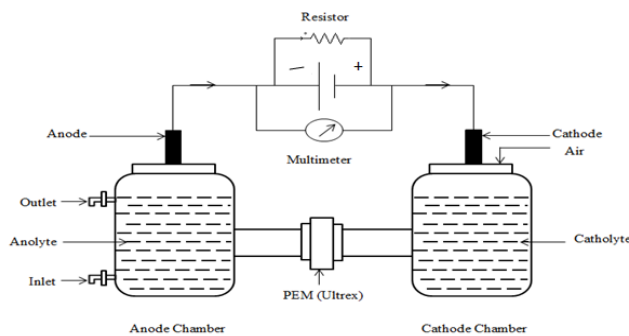 Resistor
− +
Anode
Cathode
Multimeter
Air
Outlet
Anolyte
Catholyte
Inlet
PEM (Ultrex)
Anode Chamber
Cathode Chamber